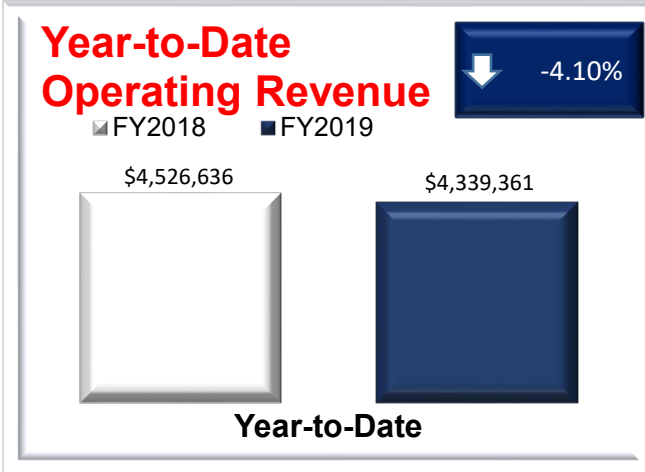 Year-to-Date
Operating Revenue
-4.10%
FY2018 FY2019
$4,526,636
$4,339,361
Year-to-Date